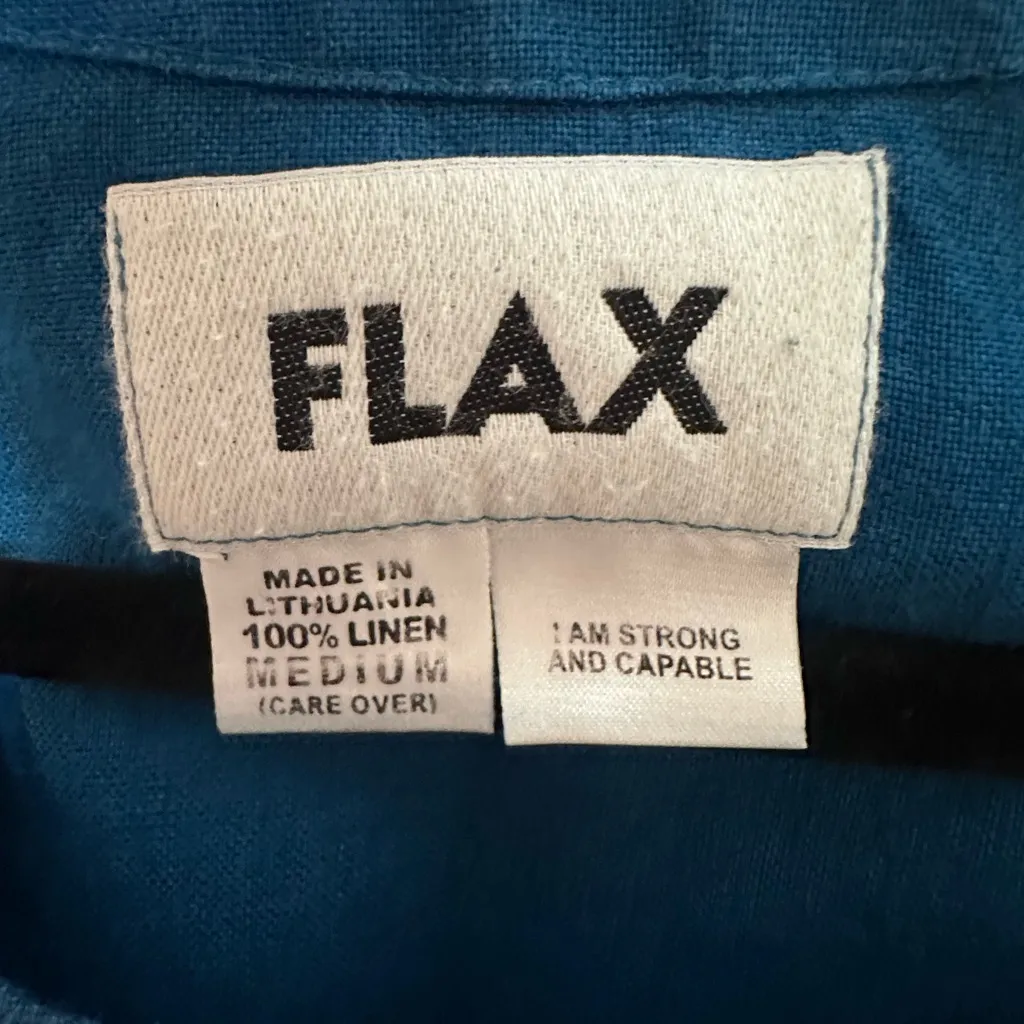 FLAX
MADE IN
LITHUANIA
100% LINEN
MEDIUM
(CARE OVER)
I AM STRONG
AND CAPABLE